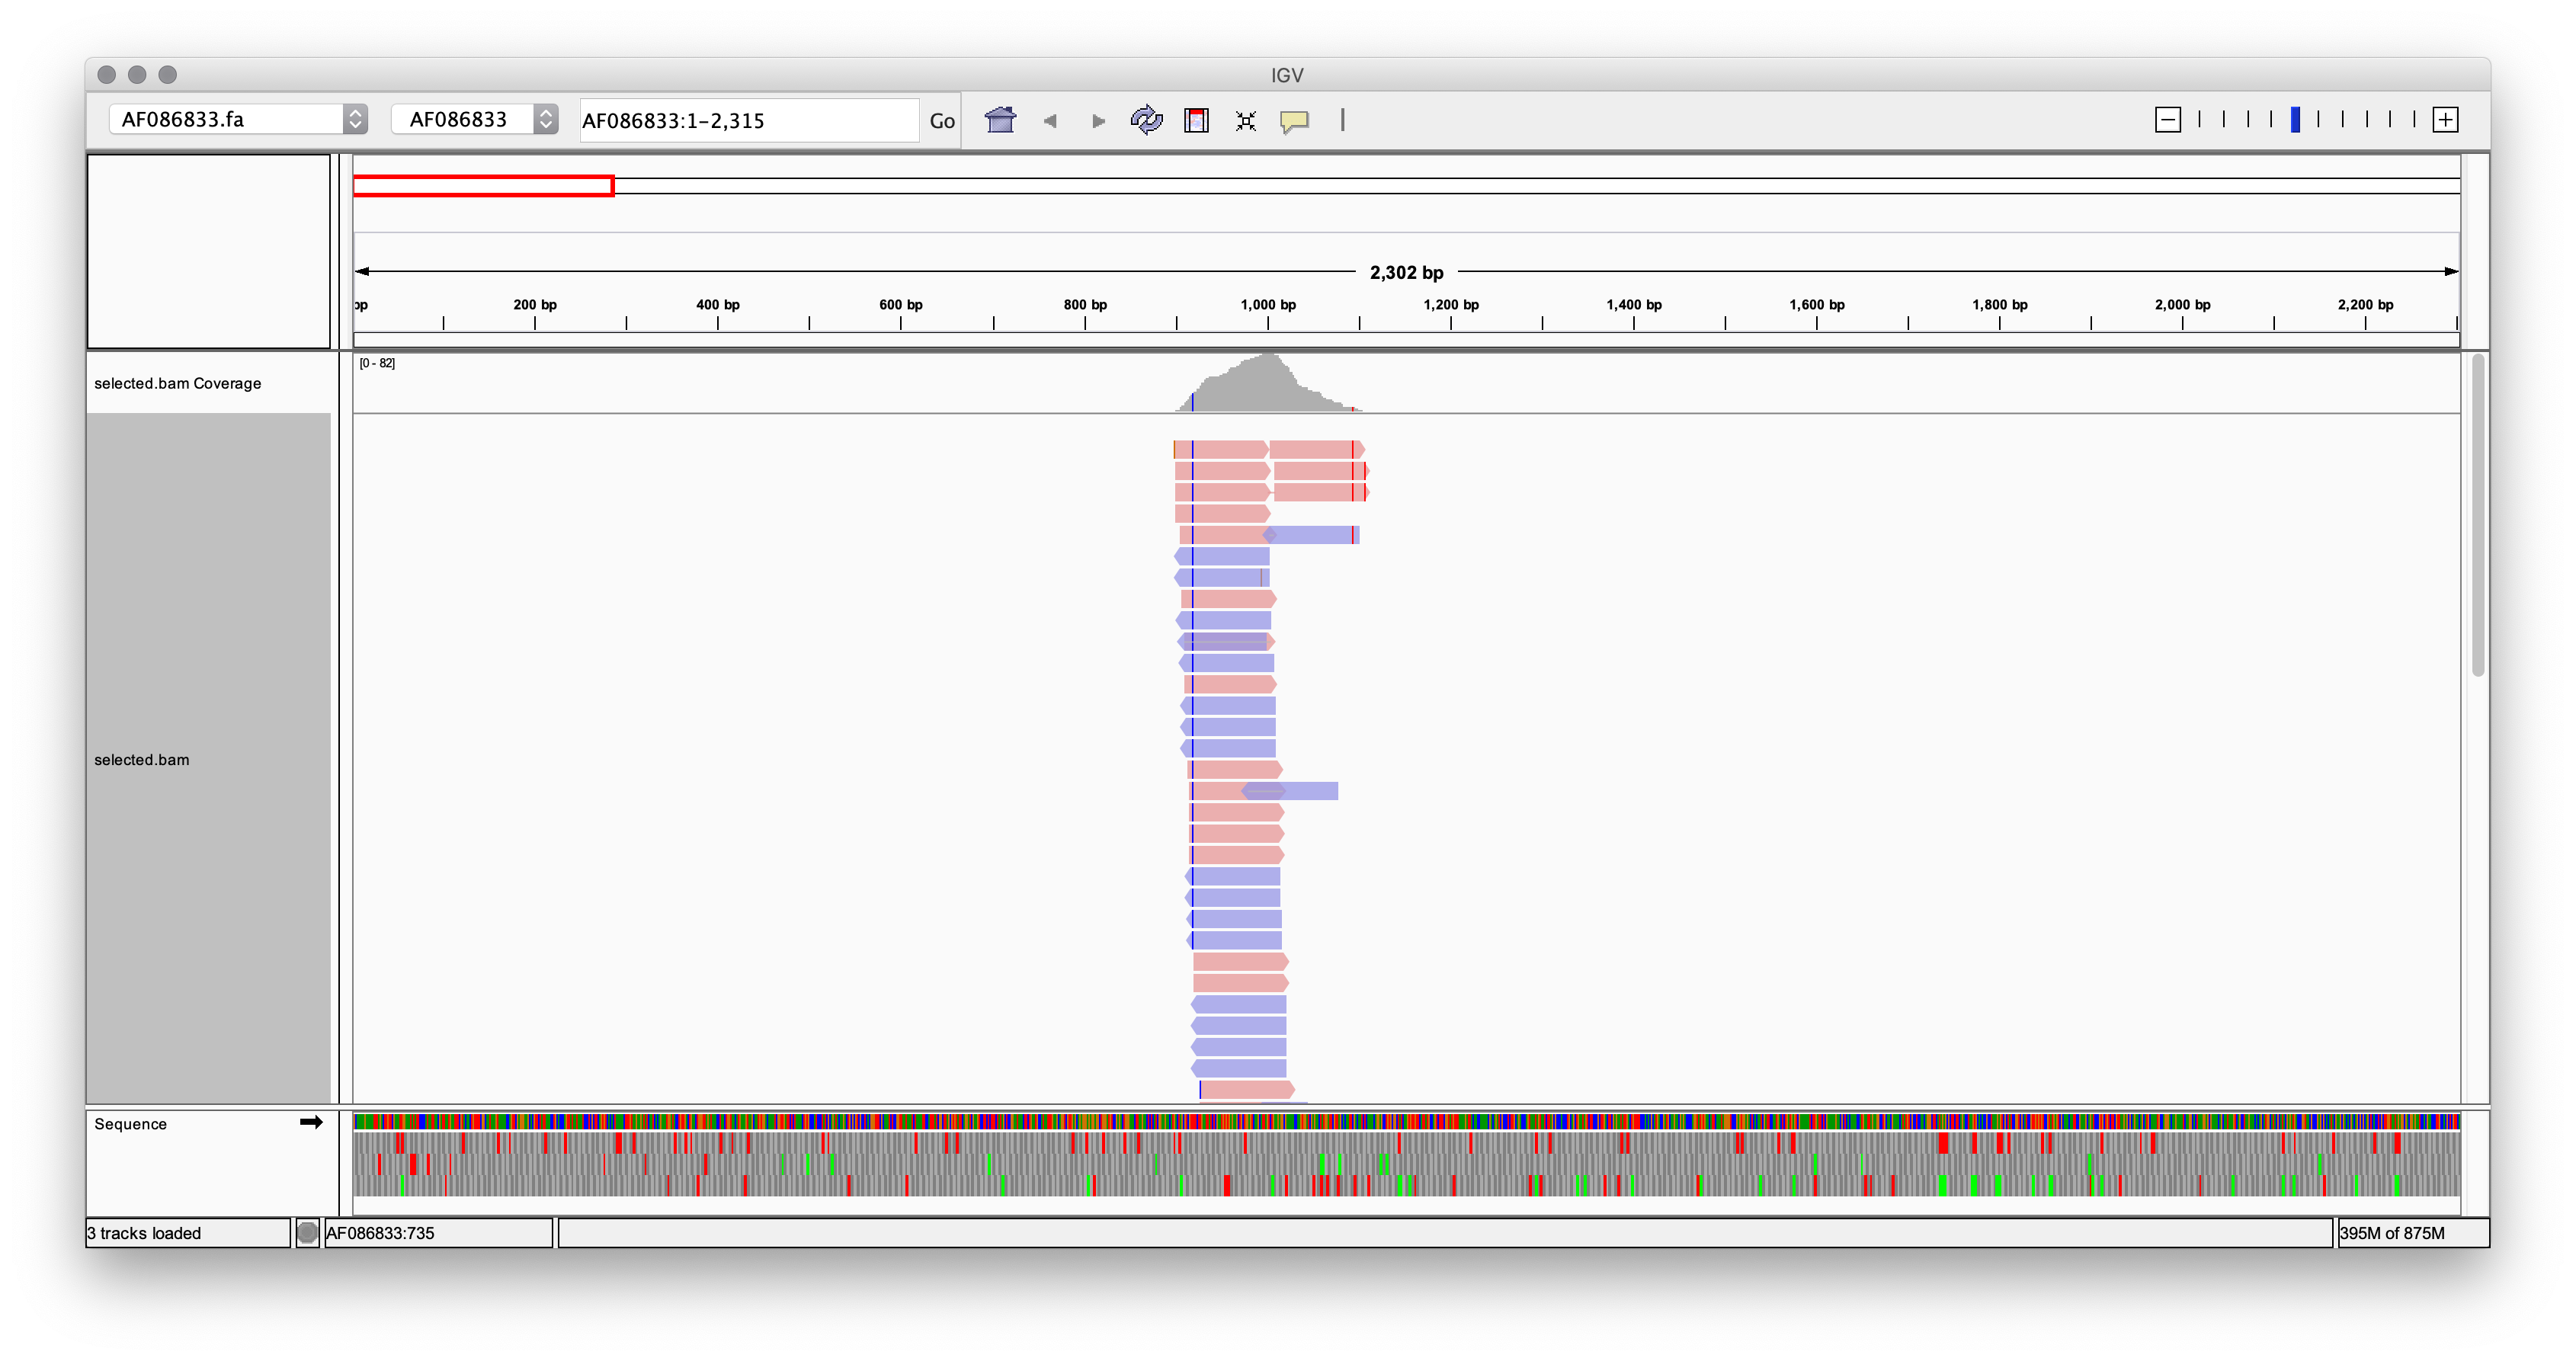 IGV
AF086833.fa AF086833 AF086833:1-2,315 Go
2,302 bp
bp 200 bp 400 bp 600 bp 800 bp 1,000 bp 1,200 bp 1,400 bp 1,600 bp 1,800 bp 2,000 bp 2,200 bp
[0 - 82]
selected.bam Coverage
selected.bam
Sequence
3 tracks loaded AF086833:735 395M of 875M